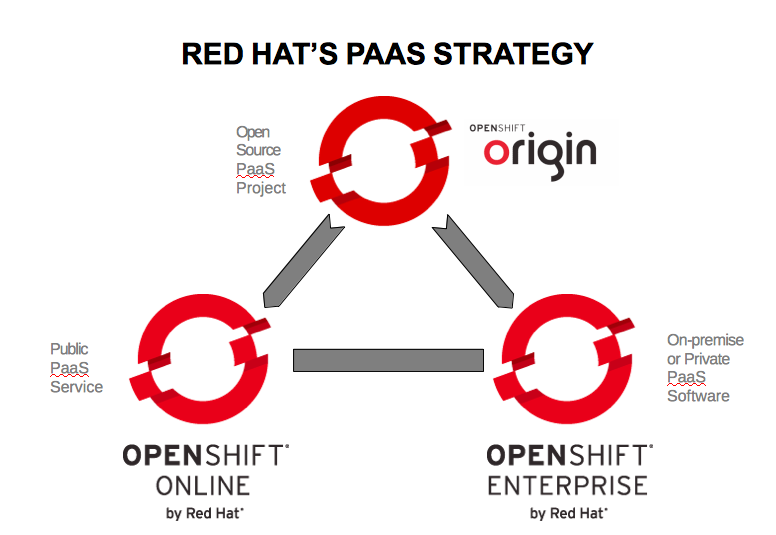 RED HAT'S PAAS STRATEGY
Open
Source
PaaS
Project
OPENSHIFT
origin
Public
PaaS
Service
On-premise
or Private
PaaS
Software
OPENSHIFT
ONLINE
by Red Hat
OPENSHIFT
ENTERPRISE
by Red Hat